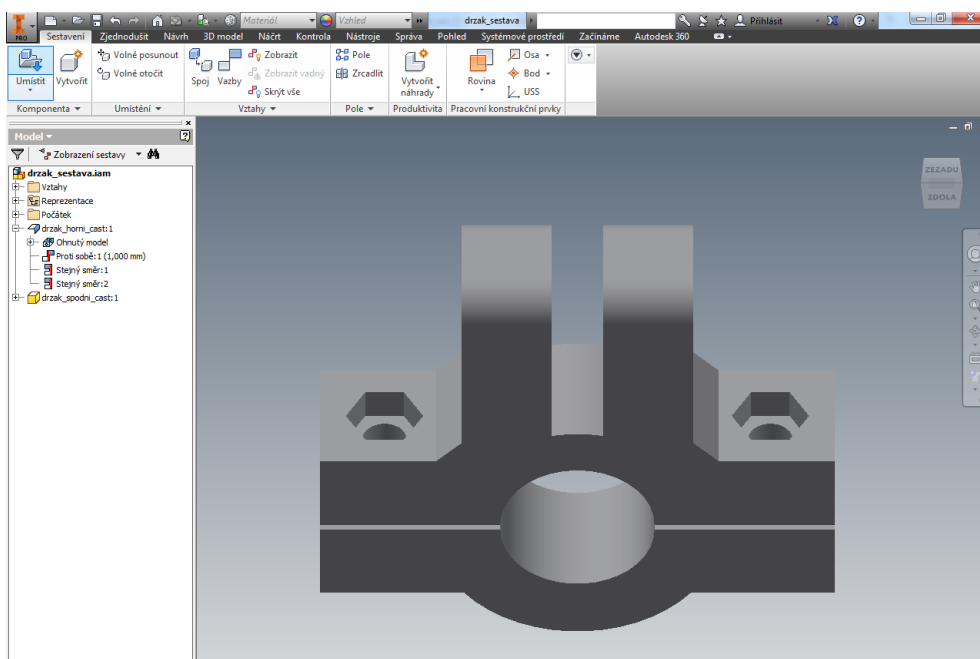 Materiál Vzhled drzak_sestava Přihlásit
PRO Sestavení Zjednodušit Návrh 3D model Náčrt Kontrola Nástroje Správa Pohled Systémové prostředí Začínáme Autodesk 360
Umístit Vytvořit Volné posunout Spoj Vazby Zobrazit Pole Vytvořit náhrady Rovina Osa
Volné otočit Zobrazit vadný Zrcadlit Bod
Skrýt vše USS
Komponenta Umístění Vztahy Pole Produktivita Pracovní konstrukční prvky
Model
Zobrazení sestavy
drzak_sestava.iam
Vztahy
Reprezentace
Počátek
drzak_horni_cast:1
Ohnutý model
Proti sobě:1 (1,000 mm)
Stejný směr:1
Stejný směr:2
drzak_spodni_cast:1
ZEZADU
ZDOLA